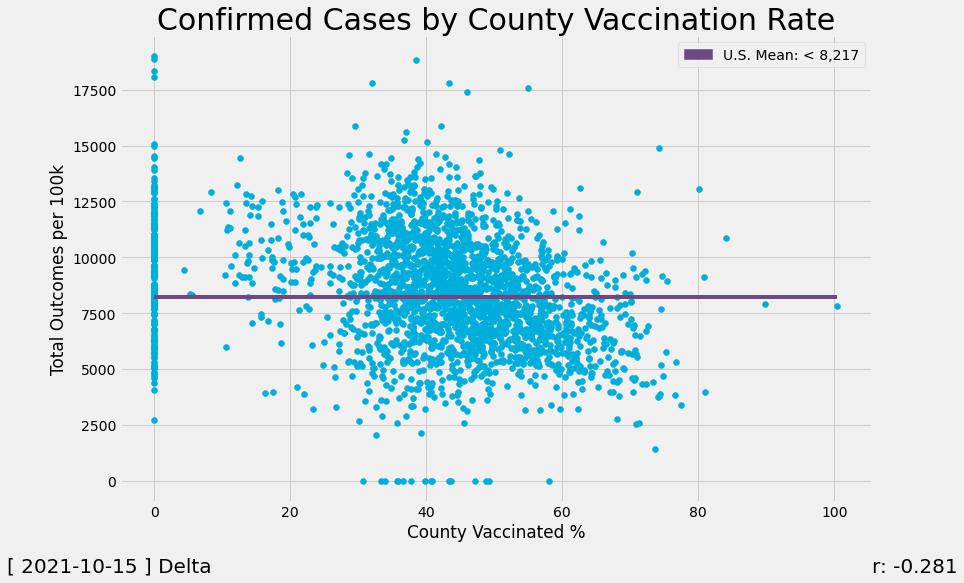 Confirmed Cases by County Vaccination Rate
U.S. Mean: < 8,217
Total Outcomes per 100k
17500
15000
12500
10000
7500
5000
2500
0
0 20 40 60 80 100
County Vaccinated %
[ 2021-10-15 ] Delta
r: -0.281